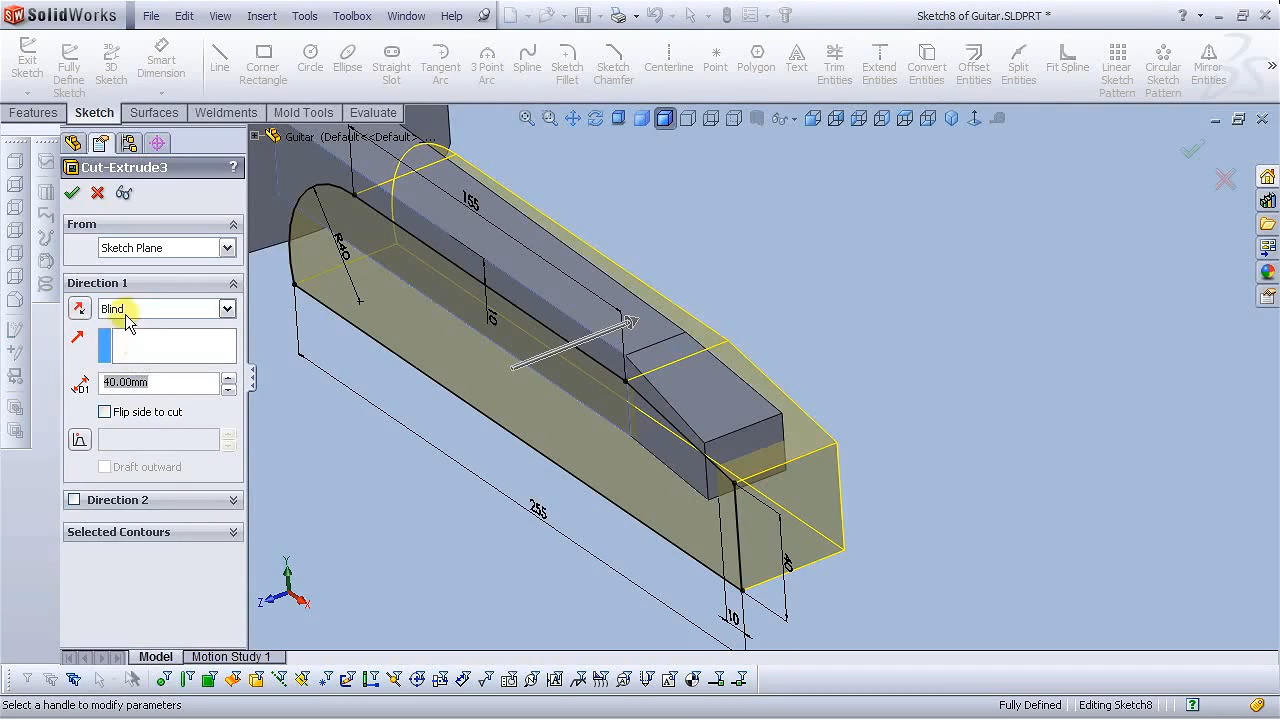 SolidWorks
File Edit View Insert Tools Toolbox Window Help
Sketch8 of Guitar.SLDPRT *
Exit Sketch
Fully Define Sketch
3D Sketch
Smart Dimension
Line
Corner Rectangle
Circle
Ellipse
Straight Slot
Tangent Arc
3 Point Arc
Sketch Fillet
Sketch Chamfer
Centerline
Point
Polygon
Text
Trim Entities
Extend Entities
Convert Entities
Offset Entities
Split Entities
Fit Spline
Linear Sketch Pattern
Circular Sketch Pattern
Mirror Entities
Features Sketch Surfaces Weldments Mold Tools Evaluate
Guitar (Default<<Default>_...
Cut-Extrude3 ?
From
Sketch Plane
Direction 1
Blind
40.00mm
Flip side to cut
Draft outward
Direction 2
Selected Contours
155
R40
10
255
40
10
Y
Z
X
Model Motion Study 1
Select a handle to modify parameters
Fully Defined Editing Sketch8